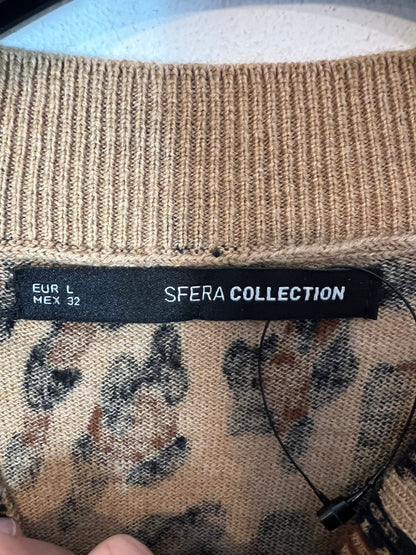 EUR L
MEX 32
SFERA COLLECTION